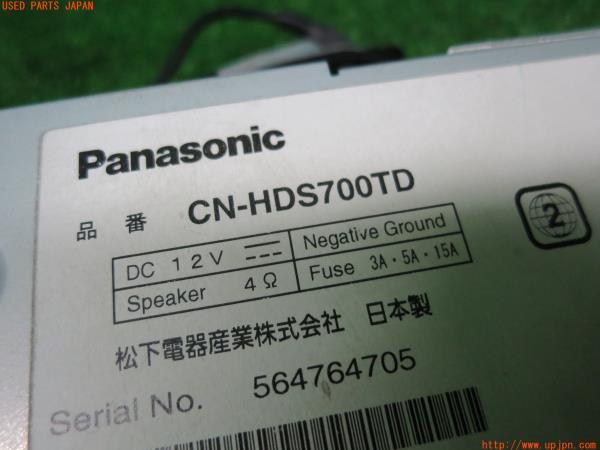 USED PARTS JAPAN
Panasonic
品 番 CN-HDS700TD
2
DC 12V Negative Ground
Speaker 4Ω Fuse 3A・5A・15A
松下電器産業株式会社 日本製
Serial No. 564764705
http://www.upjpn.com